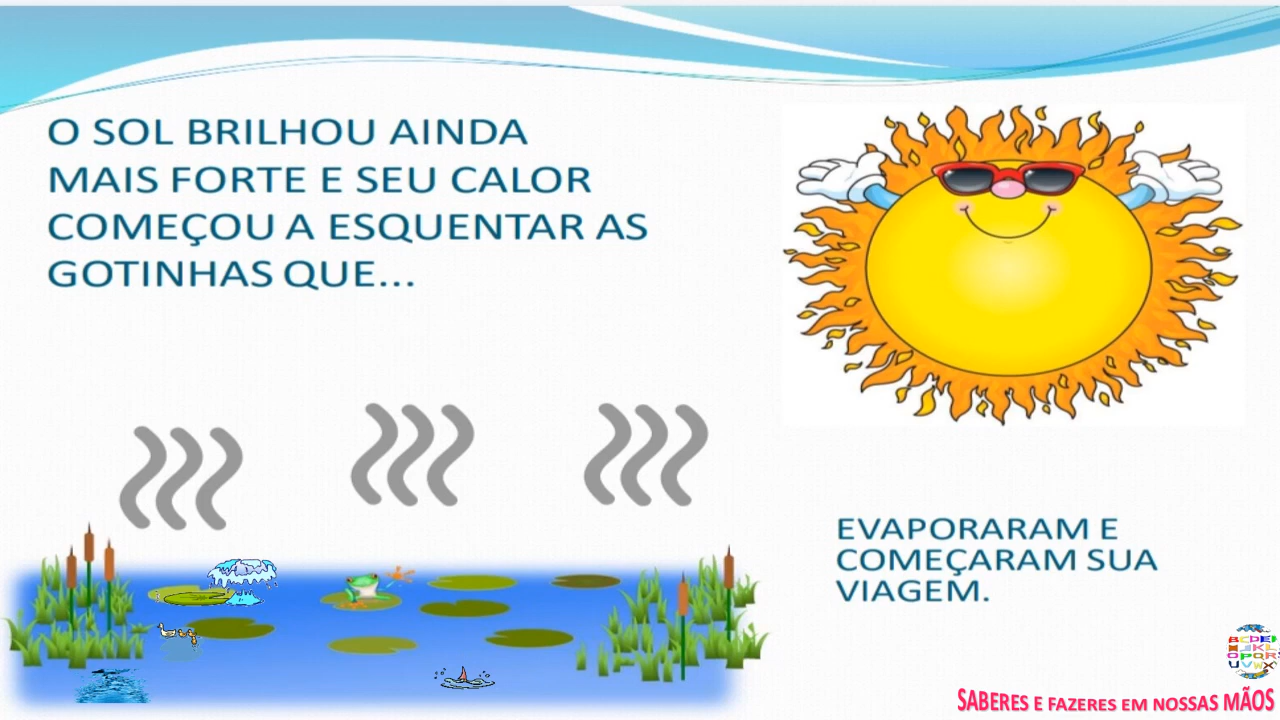 O SOL BRILHOU AINDA
MAIS FORTE E SEU CALOR
COMEÇOU A ESQUENTAR AS
GOTINHAS QUE...
EVAPORARAM E
COMEÇARAM SUA
VIAGEM.
SABERES E FAZERES EM NOSSAS MÃOS